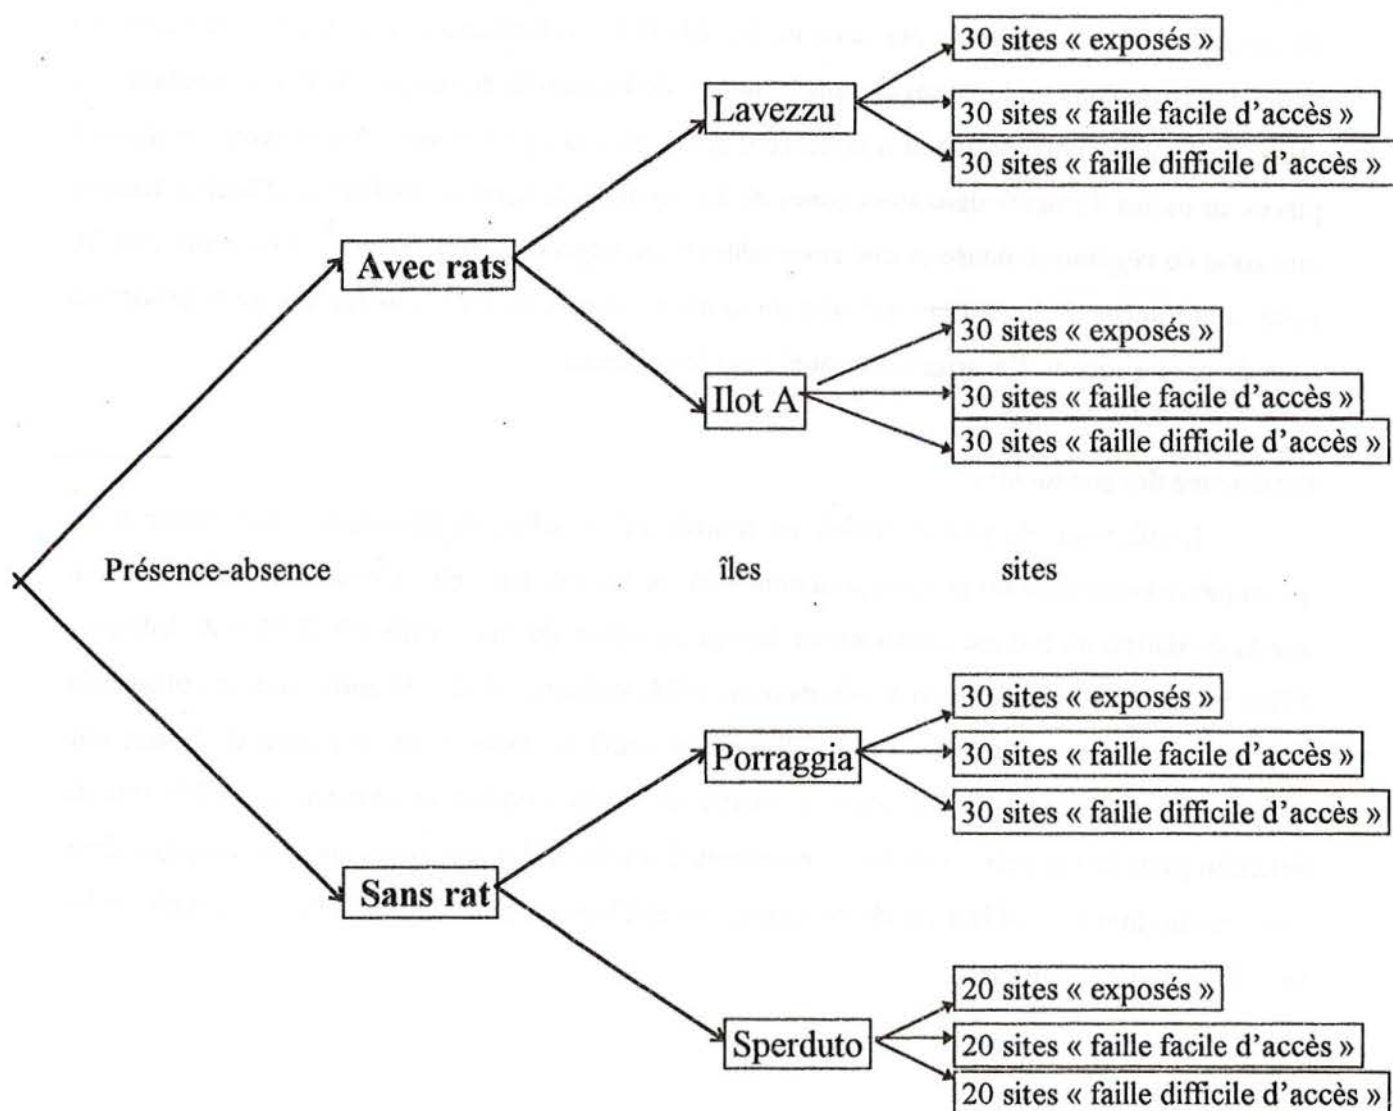 30 sites « exposés »
Lavezzu
30 sites « faille facile d'accès »
30 sites « faille difficile d'accès »
Avec rats
30 sites « exposés »
Ilot A
30 sites « faille facile d'accès »
30 sites « faille difficile d'accès »
Présence-absence îles sites
30 sites « exposés »
Porraggia
30 sites « faille facile d'accès »
30 sites « faille difficile d'accès »
Sans rat
20 sites « exposés »
Sperduto
20 sites « faille facile d'accès »
20 sites « faille difficile d'accès »